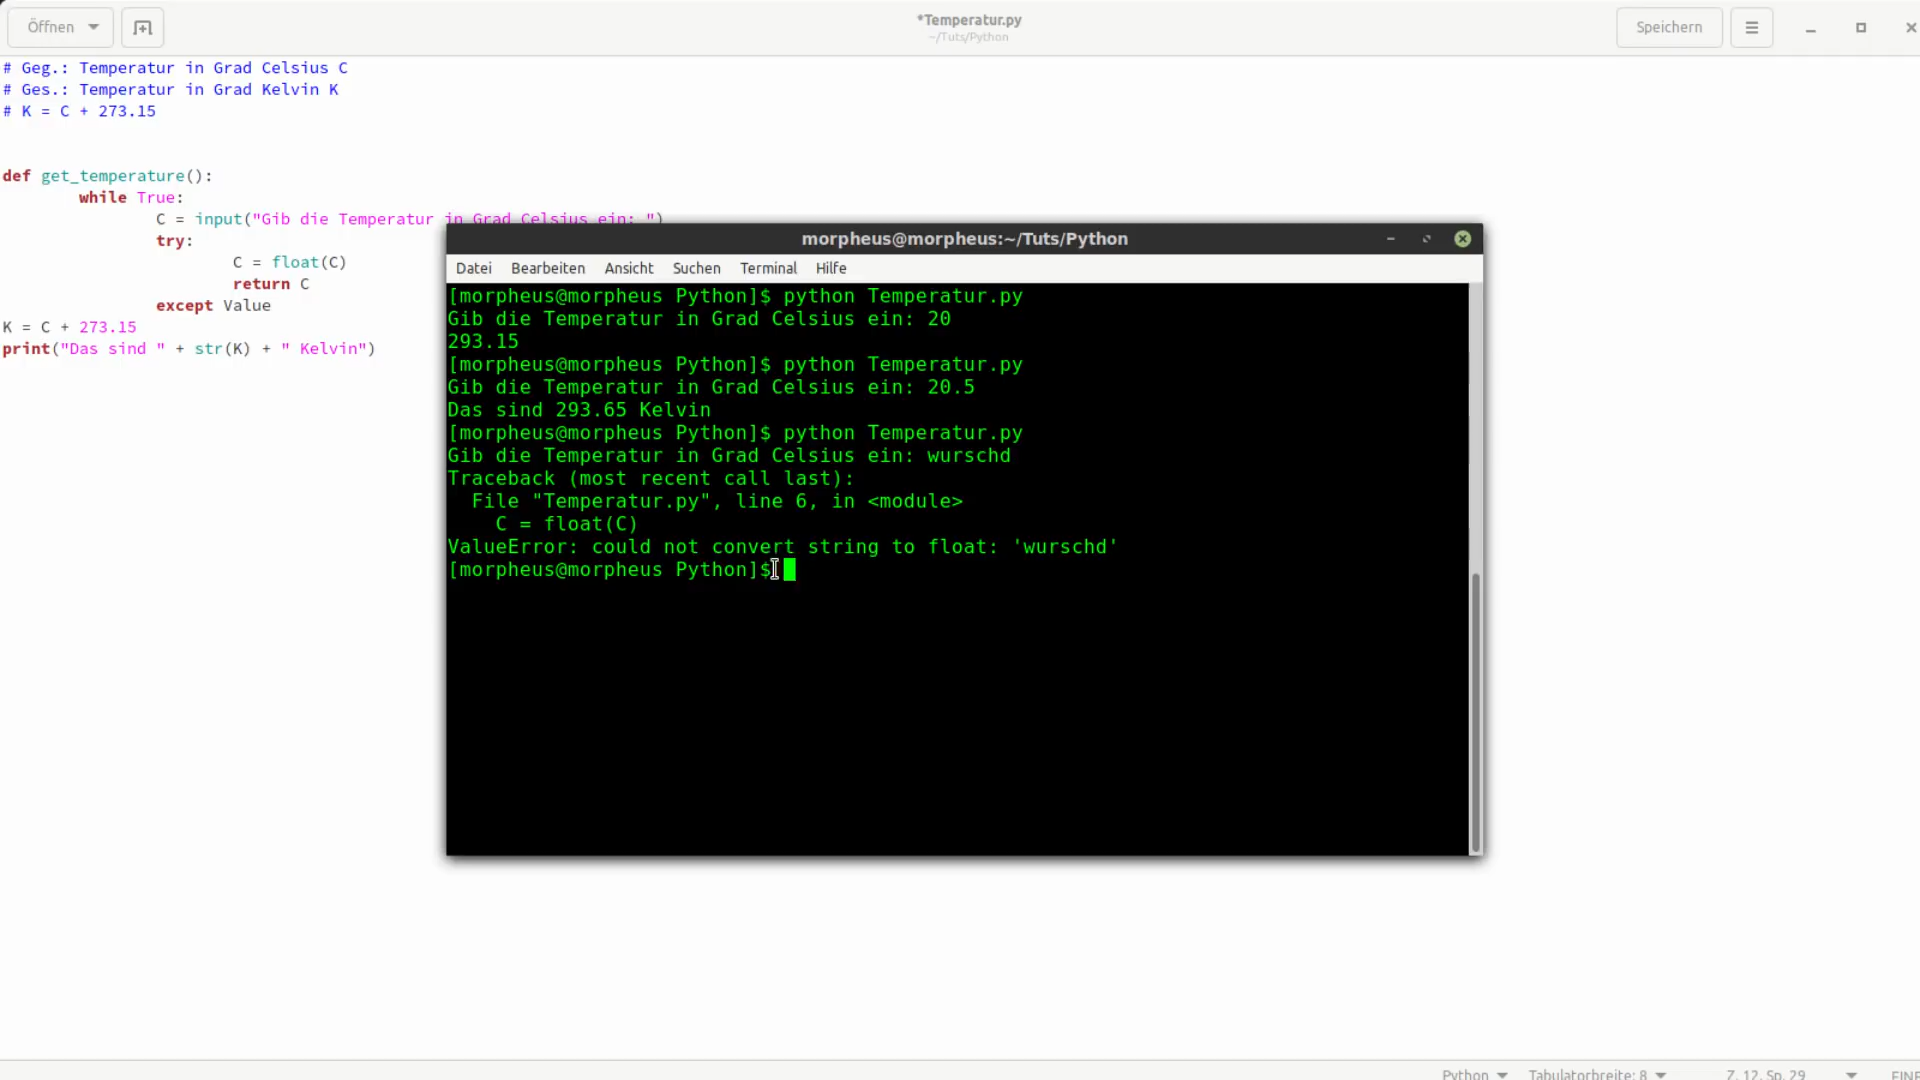 Öffnen
*Temperatur.py
~/Tuts/Python
Speichern
# Geg.: Temperatur in Grad Celsius C
# Ges.: Temperatur in Grad Kelvin K
# K = C + 273.15
def get_temperature():
while True:
C = input("Gib die Temperatur in Grad Celsius ein: ")
try:
C = float(C)
return C
except Value
K = C + 273.15
print("Das sind " + str(K) + " Kelvin")
morpheus@morpheus:~/Tuts/Python
Datei Bearbeiten Ansicht Suchen Terminal Hilfe
[morpheus@morpheus Python]$ python Temperatur.py
Gib die Temperatur in Grad Celsius ein: 20
293.15
[morpheus@morpheus Python]$ python Temperatur.py
Gib die Temperatur in Grad Celsius ein: 20.5
Das sind 293.65 Kelvin
[morpheus@morpheus Python]$ python Temperatur.py
Gib die Temperatur in Grad Celsius ein: wurschd
Traceback (most recent call last):
File "Temperatur.py", line 6, in <module>
C = float(C)
ValueError: could not convert string to float: 'wurschd'
[morpheus@morpheus Python]$
Python Tabulatorbreite: 8 Z. 12, Sp. 29